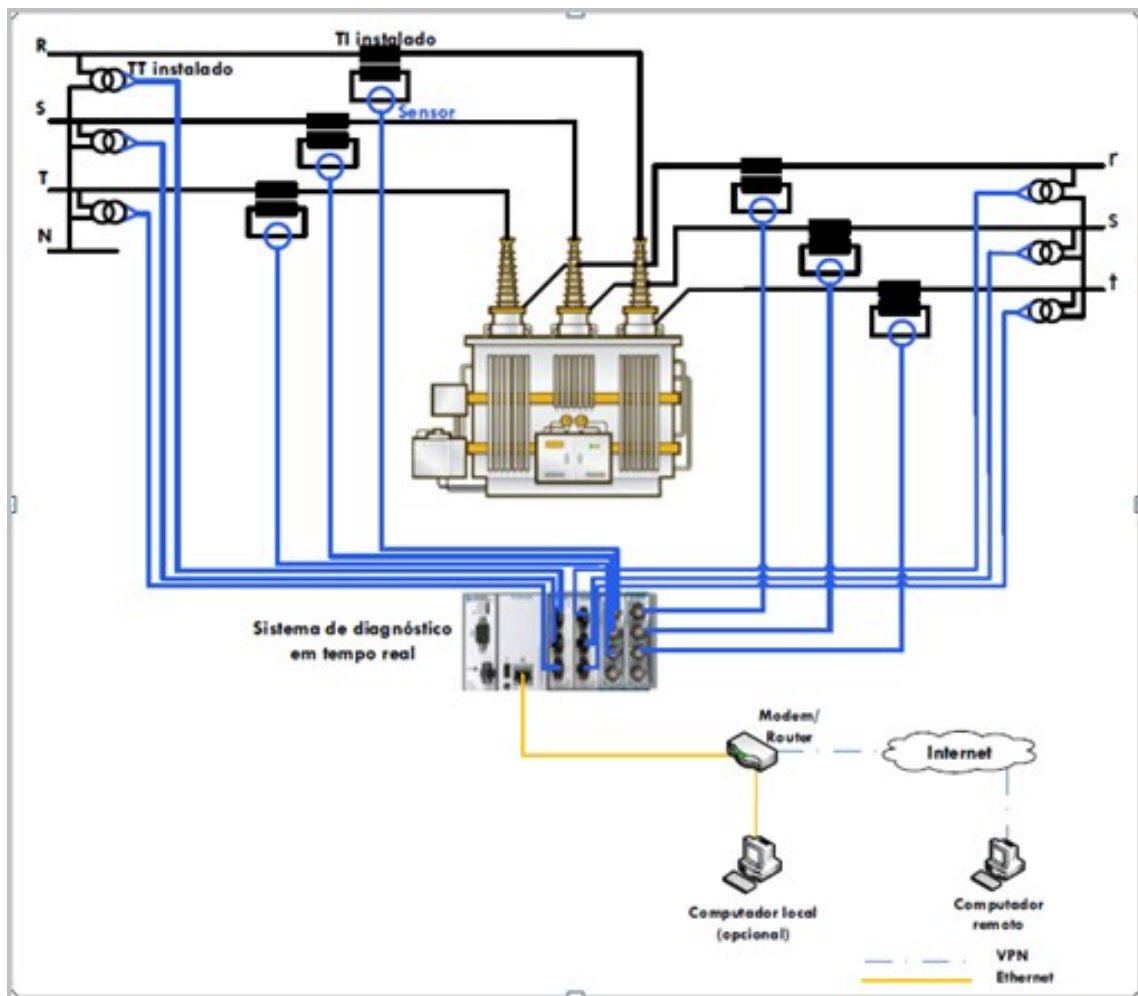 R
TI instalado
TT instalado
S
Sensor
T
N
r
s
t
Sistema de diagnóstico
em tempo real
Modem/
Router
Internet
Computador local
(opcional)
Computador
remoto
VPN
Ethernet